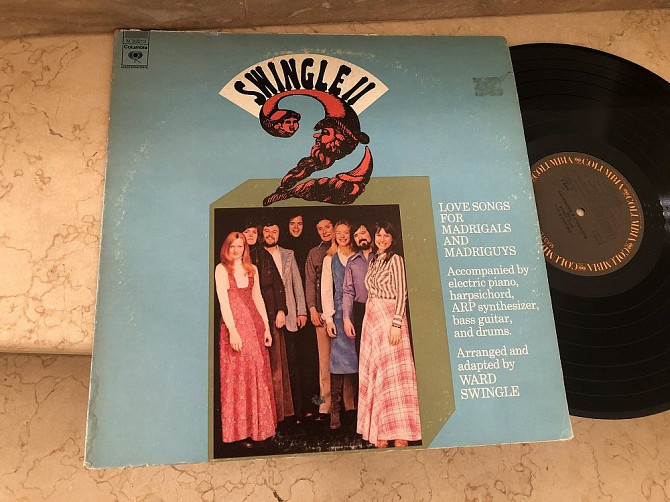 Columbia
SWINGLE II
2
LOVE SONGS
FOR
MADRIGALS
AND
MADRIGUYS
Accompanied by
electric piano,
harpsichord,
ARP synthesizer,
bass guitar,
and drums.
Arranged and
adapted by
WARD
SWINGLE
COLUMBIA COLUMBIA